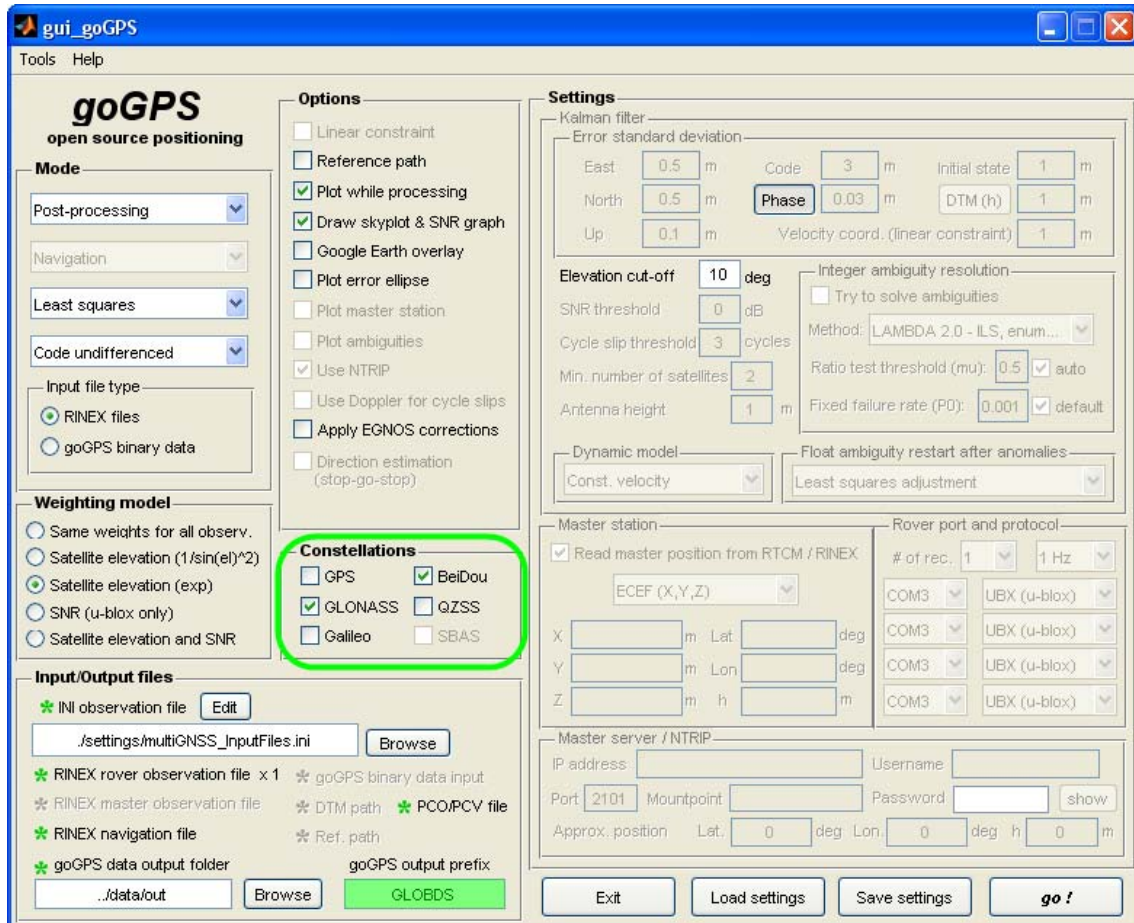 gui_goGPS
Tools Help
goGPS
open source positioning
Mode
Post-processing
Navigation
Least squares
Code undifferenced
Input file type
RINEX files
goGPS binary data
Weighting model
Same weights for all observ.
Satellite elevation (1/sin(el)^2)
Satellite elevation (exp)
SNR (u-blox only)
Satellite elevation and SNR
Options
Linear constraint
Reference path
Plot while processing
Draw skyplot & SNR graph
Google Earth overlay
Plot error ellipse
Plot master station
Plot ambiguities
Use NTRIP
Use Doppler for cycle slips
Apply EGNOS corrections
Direction estimation
(stop-go-stop)
Constellations
GPS BeiDou
GLONASS QZSS
Galileo SBAS
Input/Output files
INI observation file Edit
./settings/multiGNSS_InputFiles.ini Browse
RINEX rover observation file x 1 goGPS binary data input
RINEX master observation file DTM path PCO/PCV file
RINEX navigation file Ref. path
goGPS data output folder goGPS output prefix
../data/out Browse GLOBDS
Settings
Kalman filter
Error standard deviation
East 0.5 m Code 3 m Initial state 1 m
North 0.5 m Phase 0.03 m DTM (h) 1 m
Up 0.1 m Velocity coord. (linear constraint) 1 m
Elevation cut-off 10 deg
SNR threshold 0 dB
Cycle slip threshold 3 cycles
Min. number of satellites 2
Antenna height 1 m
Integer ambiguity resolution
Try to solve ambiguities
Method: LAMBDA 2.0 - ILS, enum...
Ratio test threshold (mu): 0.5 auto
Fixed failure rate (P0): 0.001 default
Dynamic model
Const. velocity
Float ambiguity restart after anomalies
Least squares adjustment
Master station
Read master position from RTCM / RINEX
ECEF (X,Y,Z)
X m Lat deg
Y m Lon deg
Z m h m
Rover port and protocol
# of rec. 1 1 Hz
COM3 UBX (u-blox)
COM3 UBX (u-blox)
COM3 UBX (u-blox)
COM3 UBX (u-blox)
Master server / NTRIP
IP address Username
Port 2101 Mountpoint Password show
Approx. position Lat. 0 deg Lon. 0 deg h 0 m
Exit Load settings Save settings go !